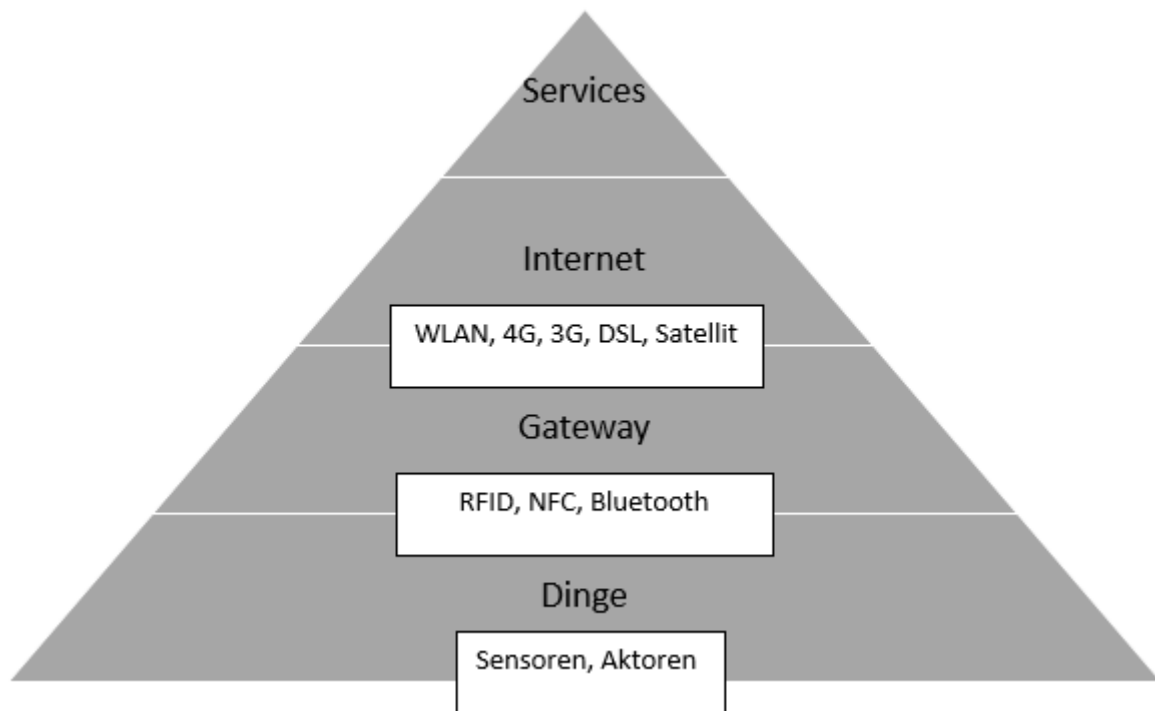 Services
Internet
WLAN, 4G, 3G, DSL, Satellit
Gateway
RFID, NFC, Bluetooth
Dinge
Sensoren, Aktoren